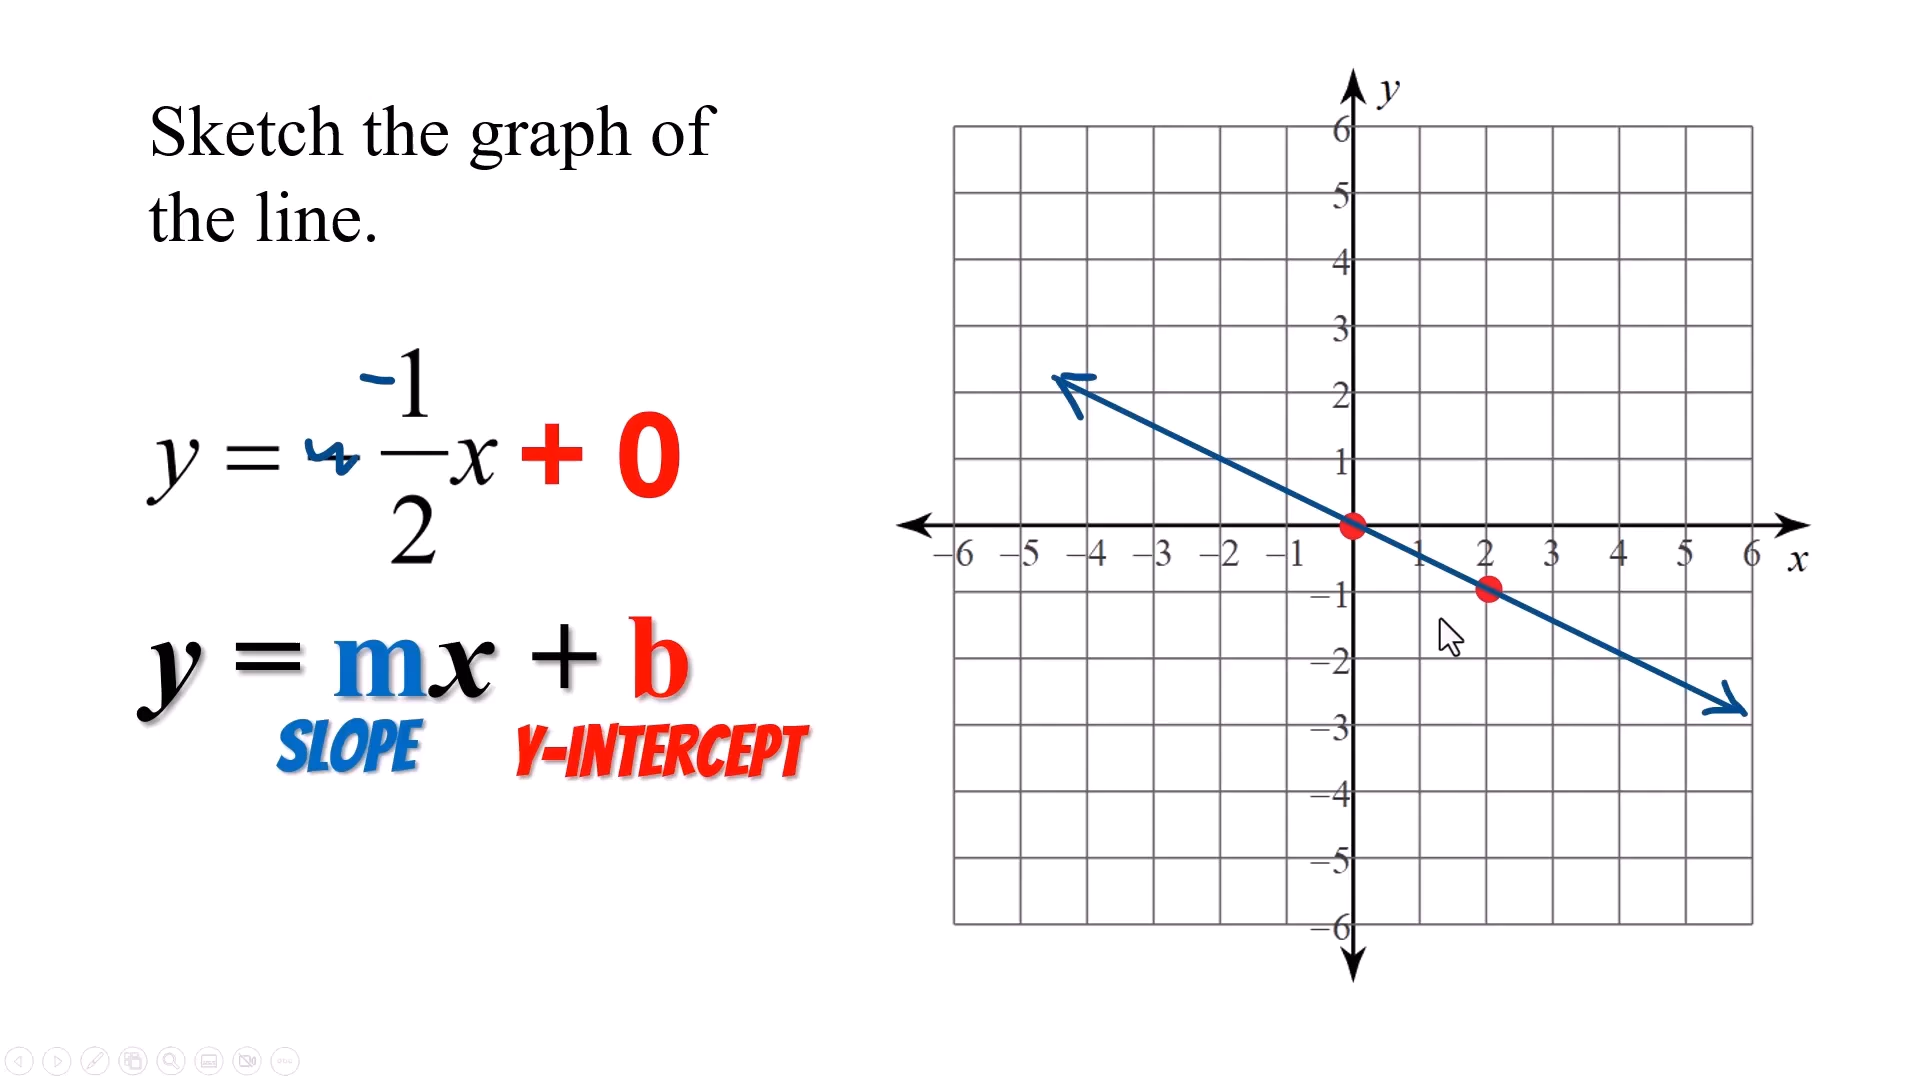 Sketch the graph of
the line.
y = -1/2 x + 0
y = mx + b
SLOPE Y-INTERCEPT
y
6
5
4
3
2
1
−6 −5 −4 −3 −2 −1 1 2 3 4 5 6 x
−1
−2
−3
−4
−5
−6